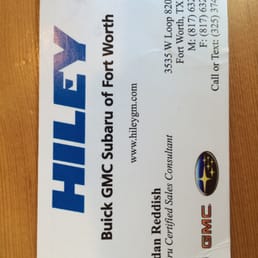 HILEY
Buick GMC Subaru of Fort Worth
www.hileygm.com
3535 W Loop 820
Fort Worth, TX
M: (817) 632
F: (817) 632
Call or Text: (325) 374
dan Reddish
ru Certified Sales Consultant
GMC